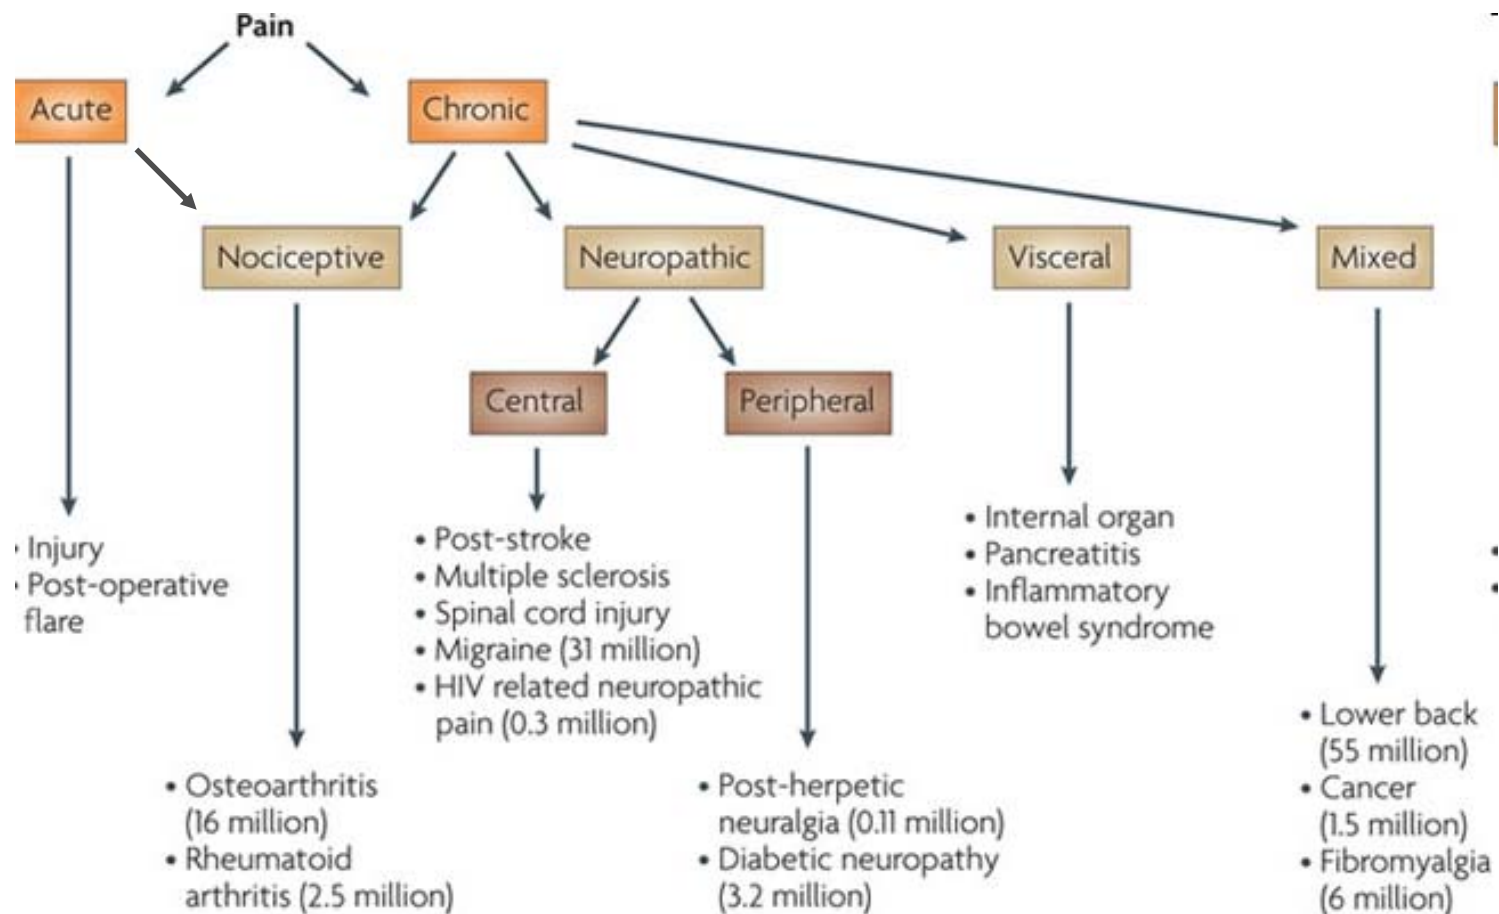 Pain
Acute
Chronic
Nociceptive
Neuropathic
Visceral
Mixed
Central
Peripheral
• Injury
• Post-operative
flare
• Post-stroke
• Multiple sclerosis
• Spinal cord injury
• Migraine (31 million)
• HIV related neuropathic
pain (0.3 million)
• Internal organ
• Pancreatitis
• Inflammatory
bowel syndrome
• Osteoarthritis
(16 million)
• Rheumatoid
arthritis (2.5 million)
• Post-herpetic
neuralgia (0.11 million)
• Diabetic neuropathy
(3.2 million)
• Lower back
(55 million)
• Cancer
(1.5 million)
• Fibromyalgia
(6 million)